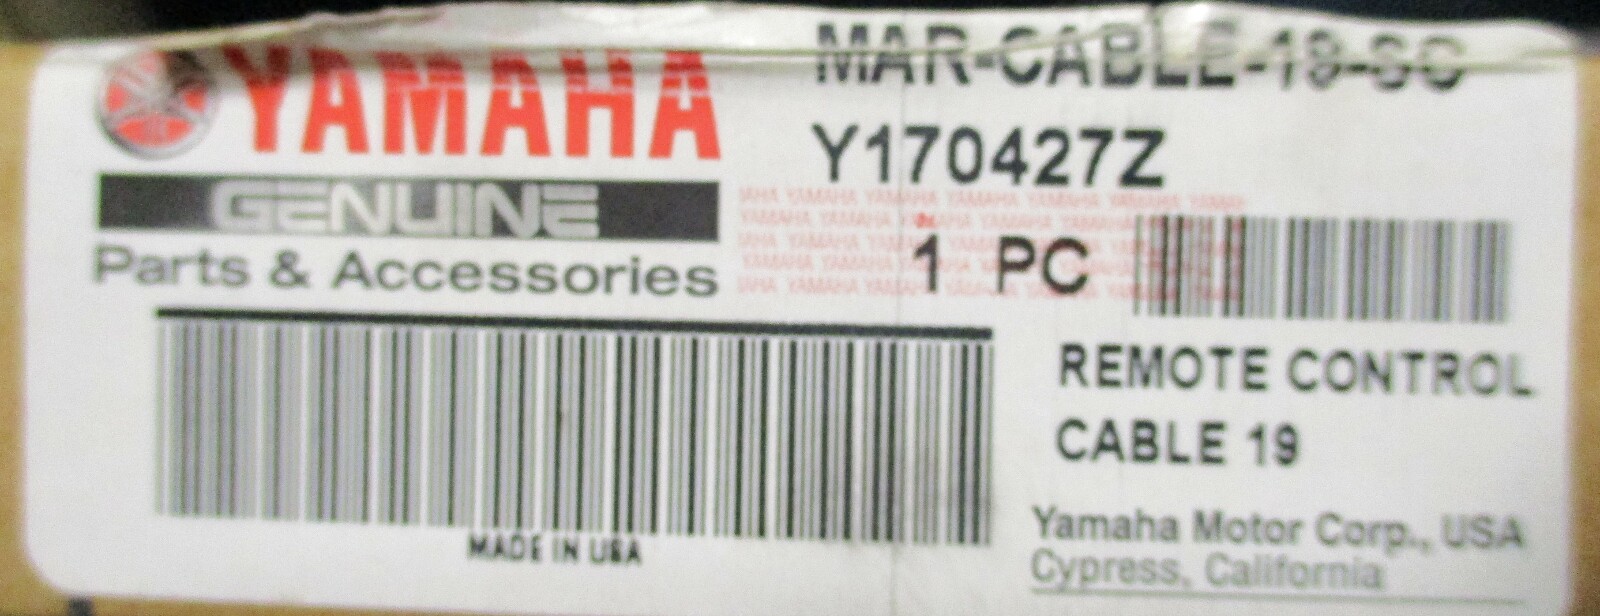 YAMAHA
GENUINE
Parts & Accessories
MADE IN USA
MAR-CABLE-19-SC
Y170427Z
1 PC
REMOTE CONTROL
CABLE 19
Yamaha Motor Corp., USA
Cypress, California